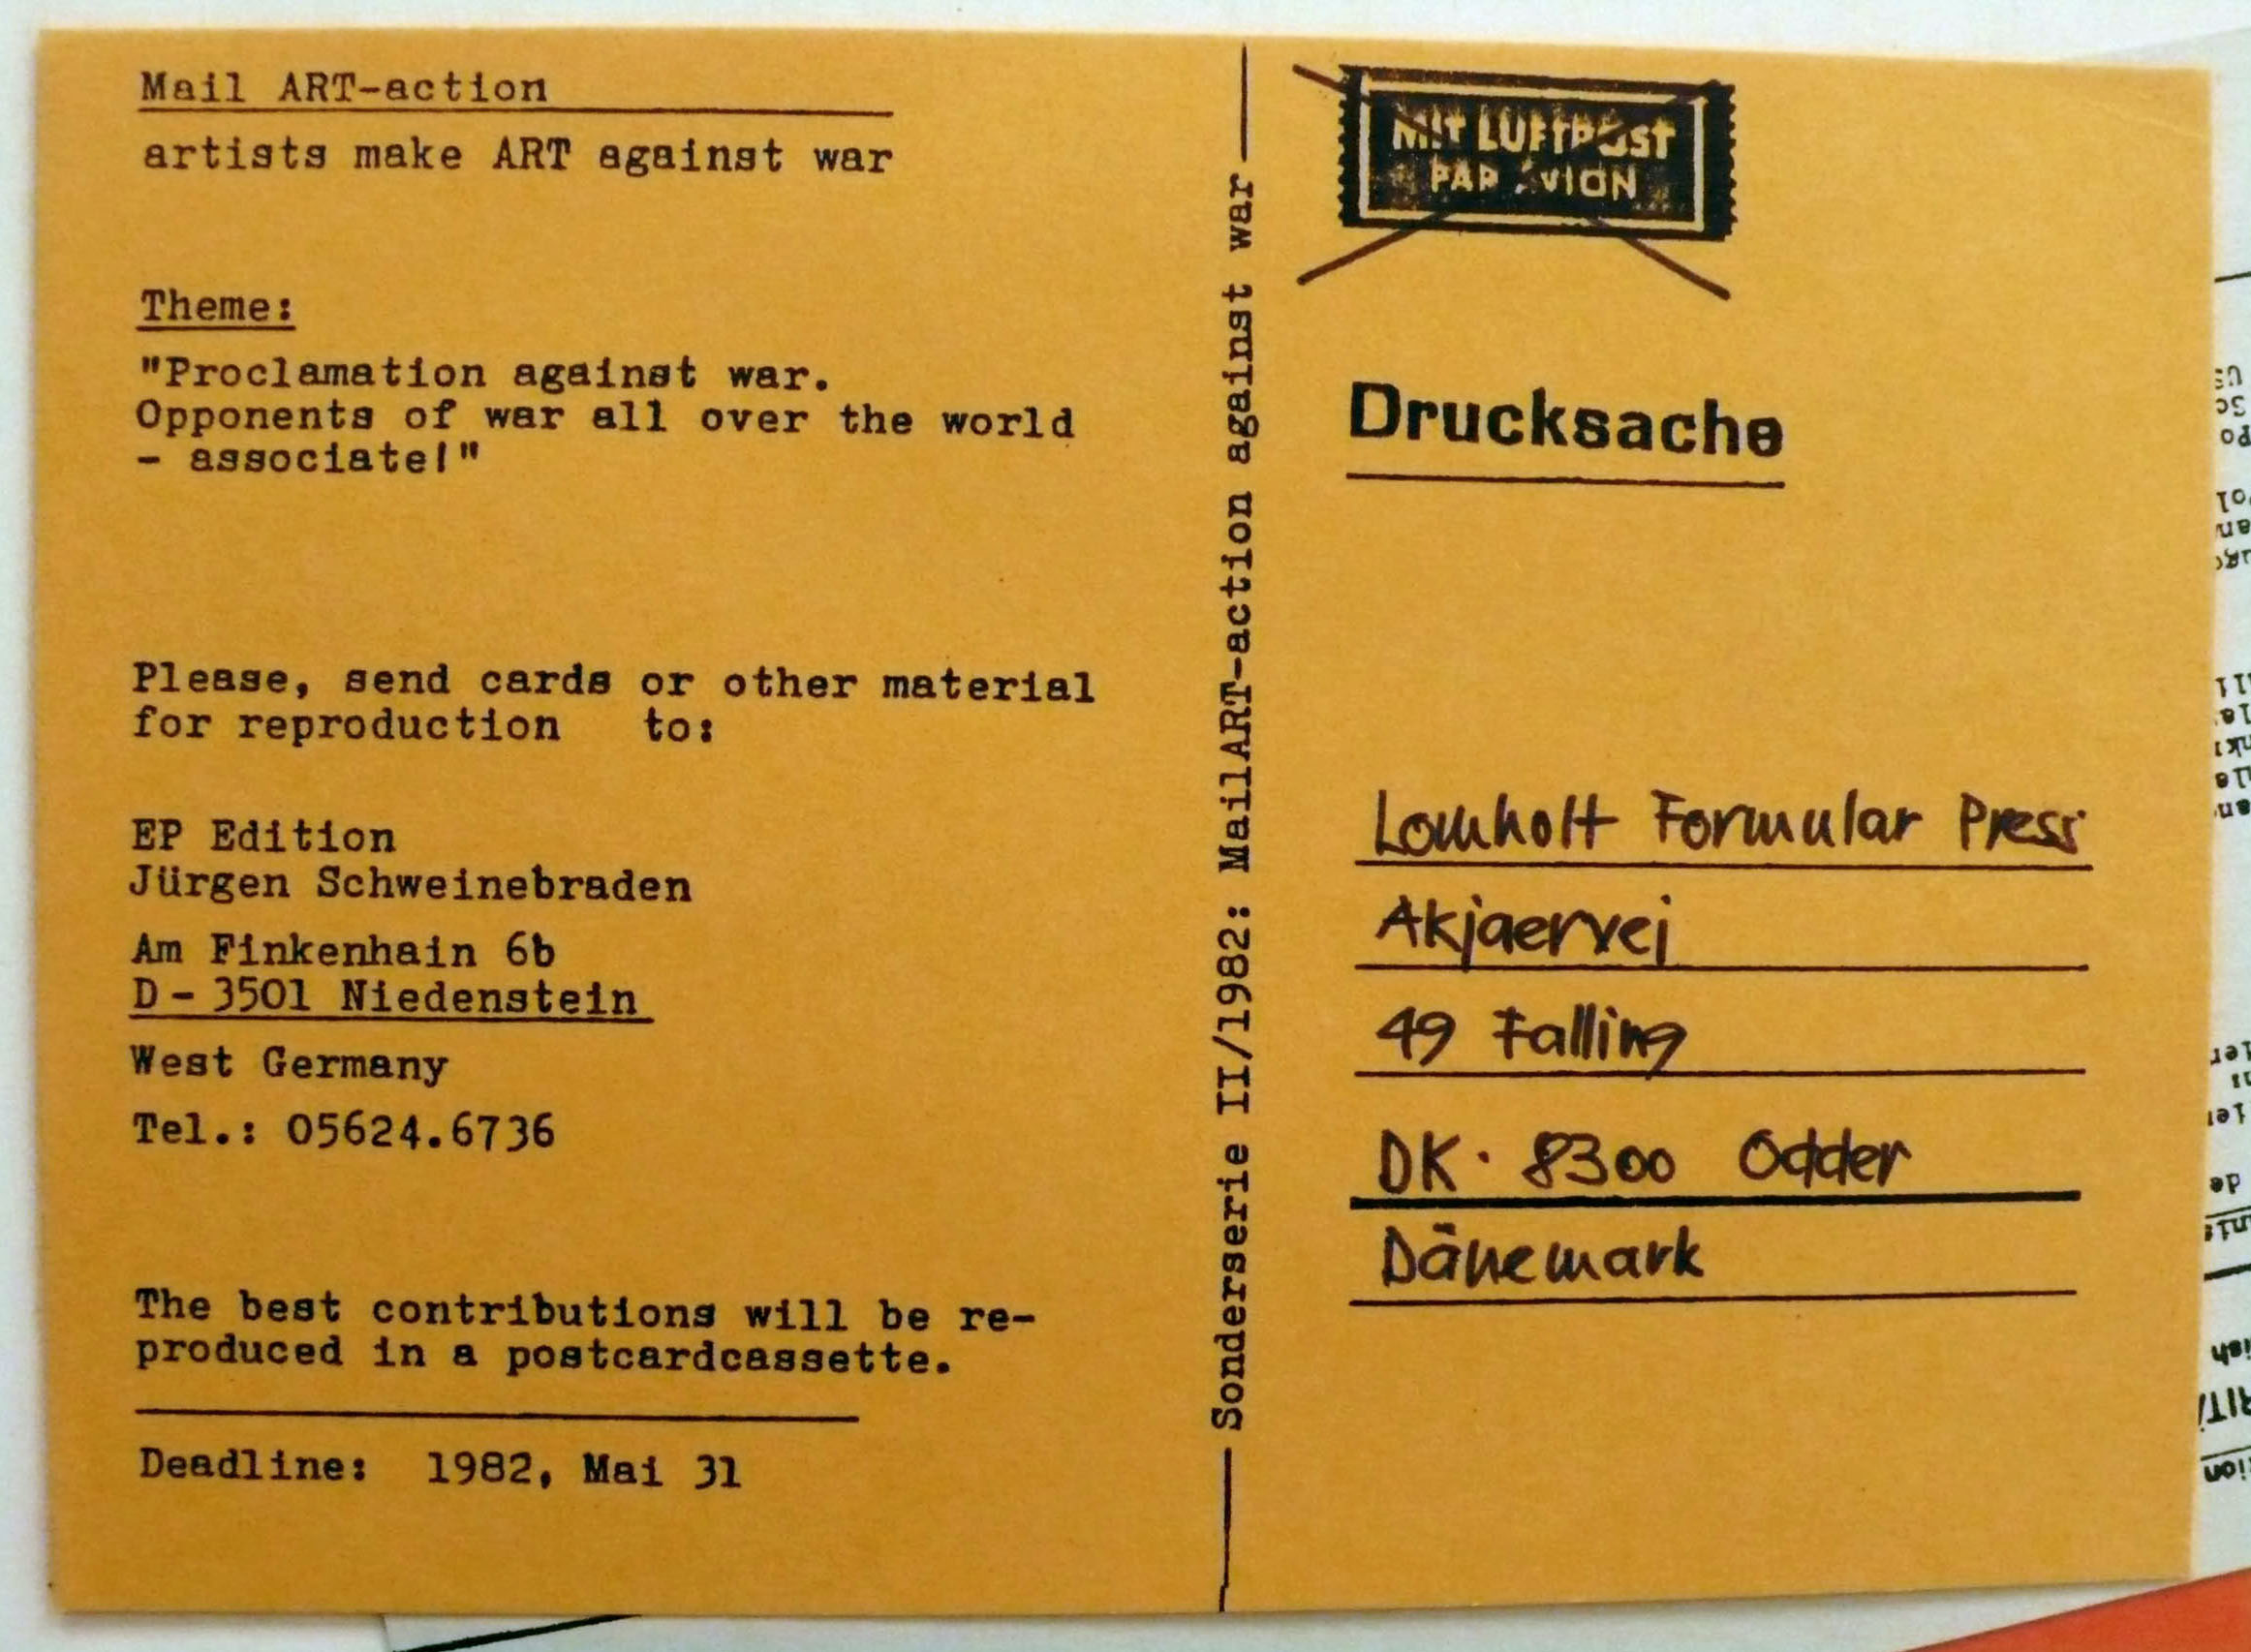 Mail ART-action
artists make ART against war
Theme:
"Proclamation against war.
Opponents of war all over the world
- associate!"
Please, send cards or other material
for reproduction to:
EP Edition
Jürgen Schweinebraden
Am Finkenhain 6b
D - 3501 Niedenstein
West Germany
Tel.: 05624.6736
The best contributions will be re-
produced in a postcardcassette.
Deadline: 1982, Mai 31
Sonderserie II/1982: MailART-action against war
MIT LUFTPOST
PAR AVION
Drucksache
Lomholt Formular Press
Akjaervej
49 Falling
DK · 8300 Odder
Dänemark